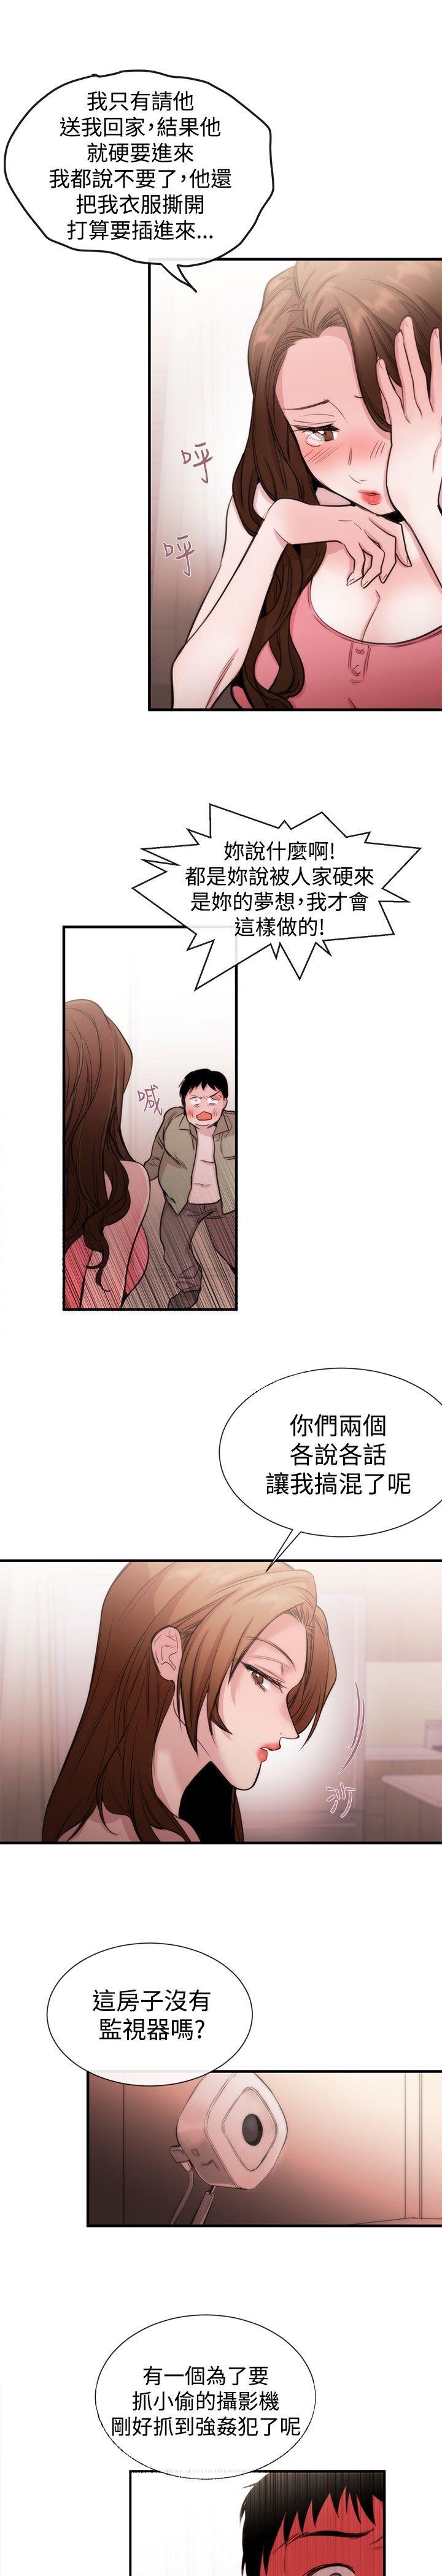 我只有請他
送我回家，結果他
就硬要進來
我都說不要了，他還
把我衣服撕開
打算要插進來...
呼
呼
妳說什麼啊!
都是妳說被人家硬來
是妳的夢想，我才會
這樣做的!
喊
你們兩個
各說各話
讓我搞混了呢
沙
這房子沒有
監視器嗎?
有一個為了要
抓小偷的攝影機
剛好抓到強姦犯了呢